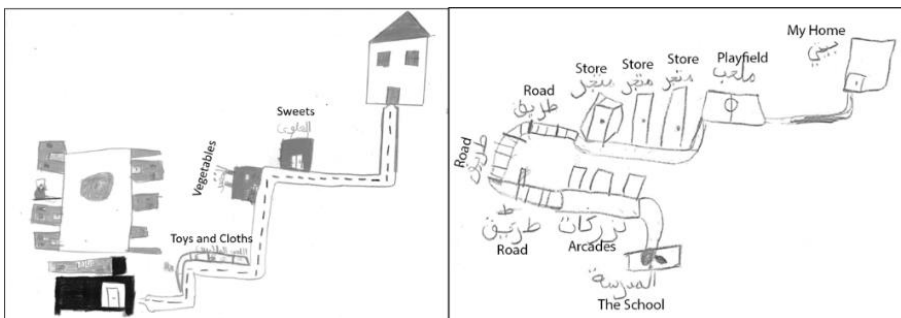 Sweets
الحلوى
Vegetables
Toys and Cloths
My Home
بيتي
Playfield
ملعب
Store
متجر
Store
متجر
Store
متجر
Road
طريق
Road
طريق
Road
طريق
Arcades
The School
المدرسة